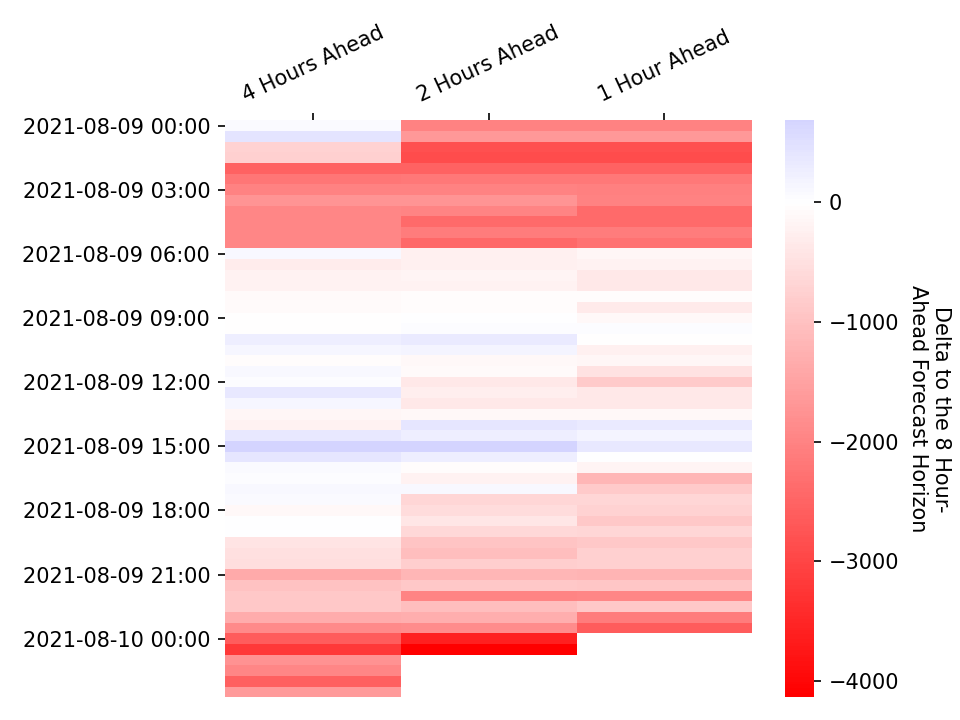 4 Hours Ahead
2 Hours Ahead
1 Hour Ahead
2021-08-09 00:00
2021-08-09 03:00
2021-08-09 06:00
2021-08-09 09:00
2021-08-09 12:00
2021-08-09 15:00
2021-08-09 18:00
2021-08-09 21:00
2021-08-10 00:00
0
−1000
−2000
−3000
−4000
Delta to the 8 Hour-
Ahead Forecast Horizon